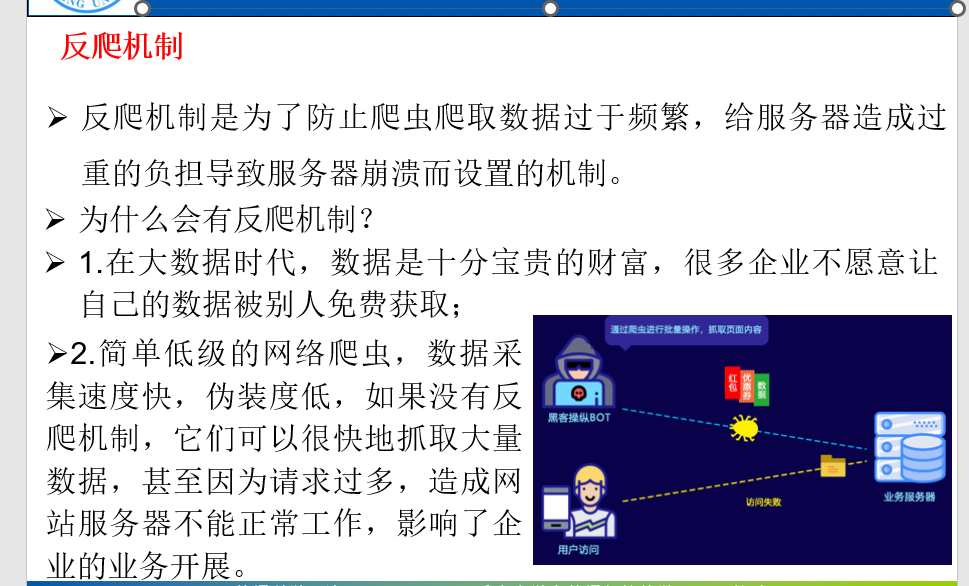 反爬机制
➢ 反爬机制是为了防止爬虫爬取数据过于频繁，给服务器造成过
重的负担导致服务器崩溃而设置的机制。
➢ 为什么会有反爬机制？
➢ 1.在大数据时代，数据是十分宝贵的财富，很多企业不愿意让
自己的数据被别人免费获取；
➢2.简单低级的网络爬虫，数据采
集速度快，伪装度低，如果没有反
爬机制，它们可以很快地抓取大量
数据，甚至因为请求过多，造成网
站服务器不能正常工作，影响了企
业的业务开展。
通过爬虫进行批量操作，抓取页面内容
红包
优惠券
数据
黑客操纵BOT
业务服务器
访问失败
用户访问